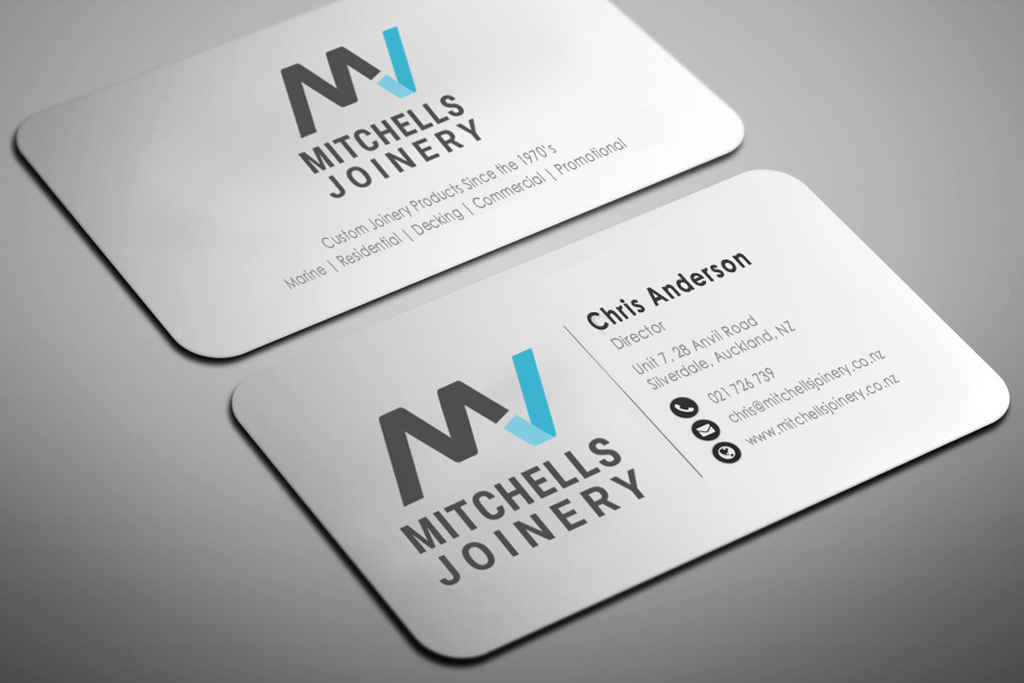 MITCHELLS
JOINERY
Custom Joinery Products Since the 1970's
Marine | Residential | Decking | Commercial | Promotional
MITCHELLS
JOINERY
Chris Anderson
Director
Unit 7, 28 Anvil Road
Silverdale, Auckland, NZ
021 726 739
chris@mitchellsjoinery.co.nz
www.mitchellsjoinery.co.nz